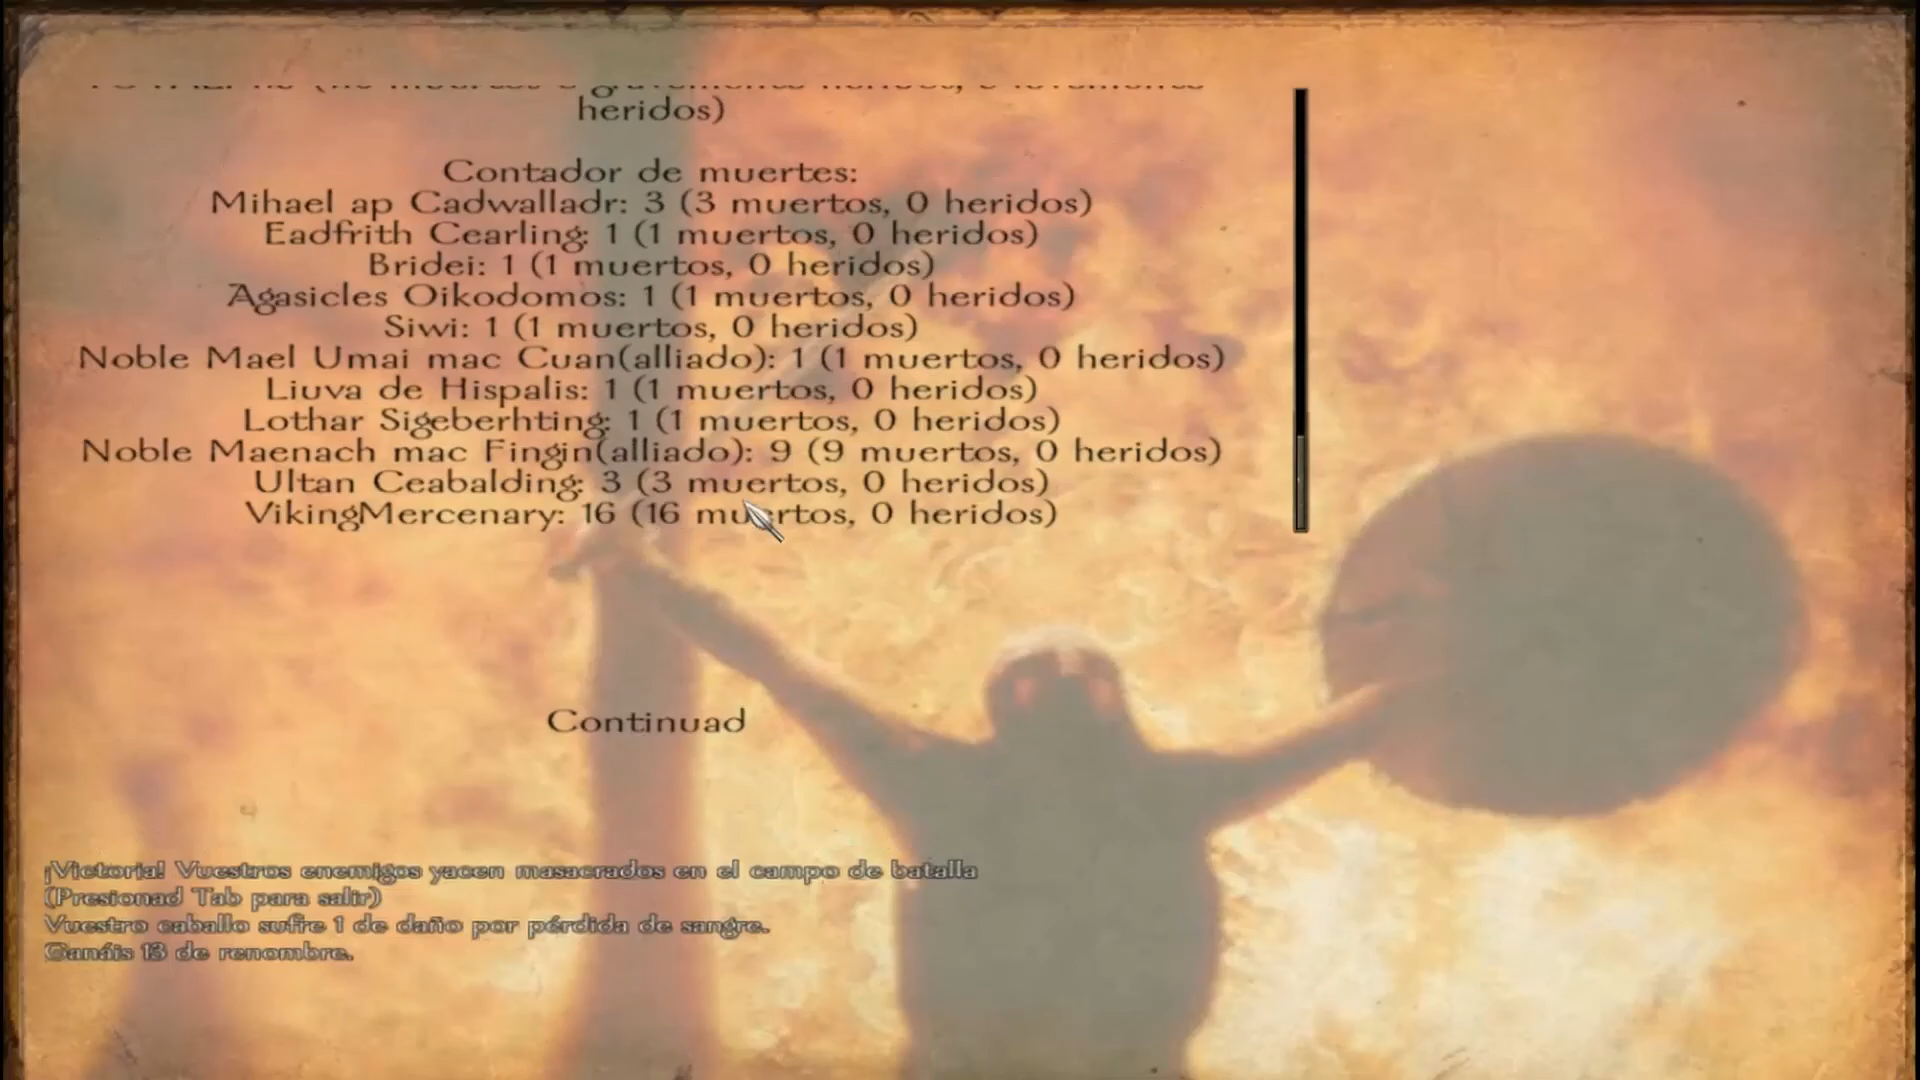 heridos)
Contador de muertes:
Mihael ap Cadwalladr: 3 (3 muertos, 0 heridos)
Eadfrith Cearling: 1 (1 muertos, 0 heridos)
Bridei: 1 (1 muertos, 0 heridos)
Agasicles Oikodomos: 1 (1 muertos, 0 heridos)
Siwi: 1 (1 muertos, 0 heridos)
Noble Mael Umai mac Cuan(alliado): 1 (1 muertos, 0 heridos)
Liuva de Hispalis: 1 (1 muertos, 0 heridos)
Lothar Sigeberhting: 1 (1 muertos, 0 heridos)
Noble Maenach mac Fingin(alliado): 9 (9 muertos, 0 heridos)
Ultan Ceabalding: 3 (3 muertos, 0 heridos)
VikingMercenary: 16 (16 muertos, 0 heridos)
Continuad
¡Victoria! Vuestros enemigos yacen masacrados en el campo de batalla
(Presionad Tab para salir)
Vuestro caballo sufre 1 de daño por pérdida de sangre.
Ganáis 13 de renombre.